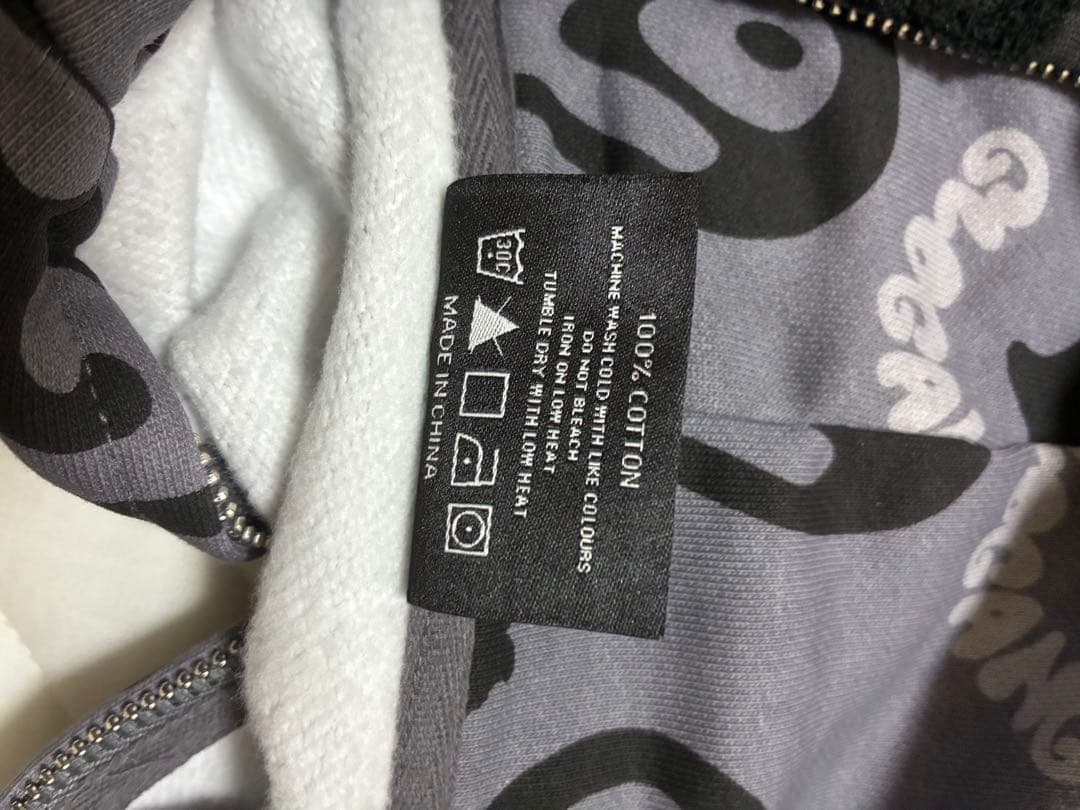 100% COTTON
MACHINE WASH COLD WITH LIKE COLOURS
DO NOT BLEACH
IRON ON LOW HEAT
TUMBLE DRY WITH LOW HEAT
30C
MADE IN CHINA